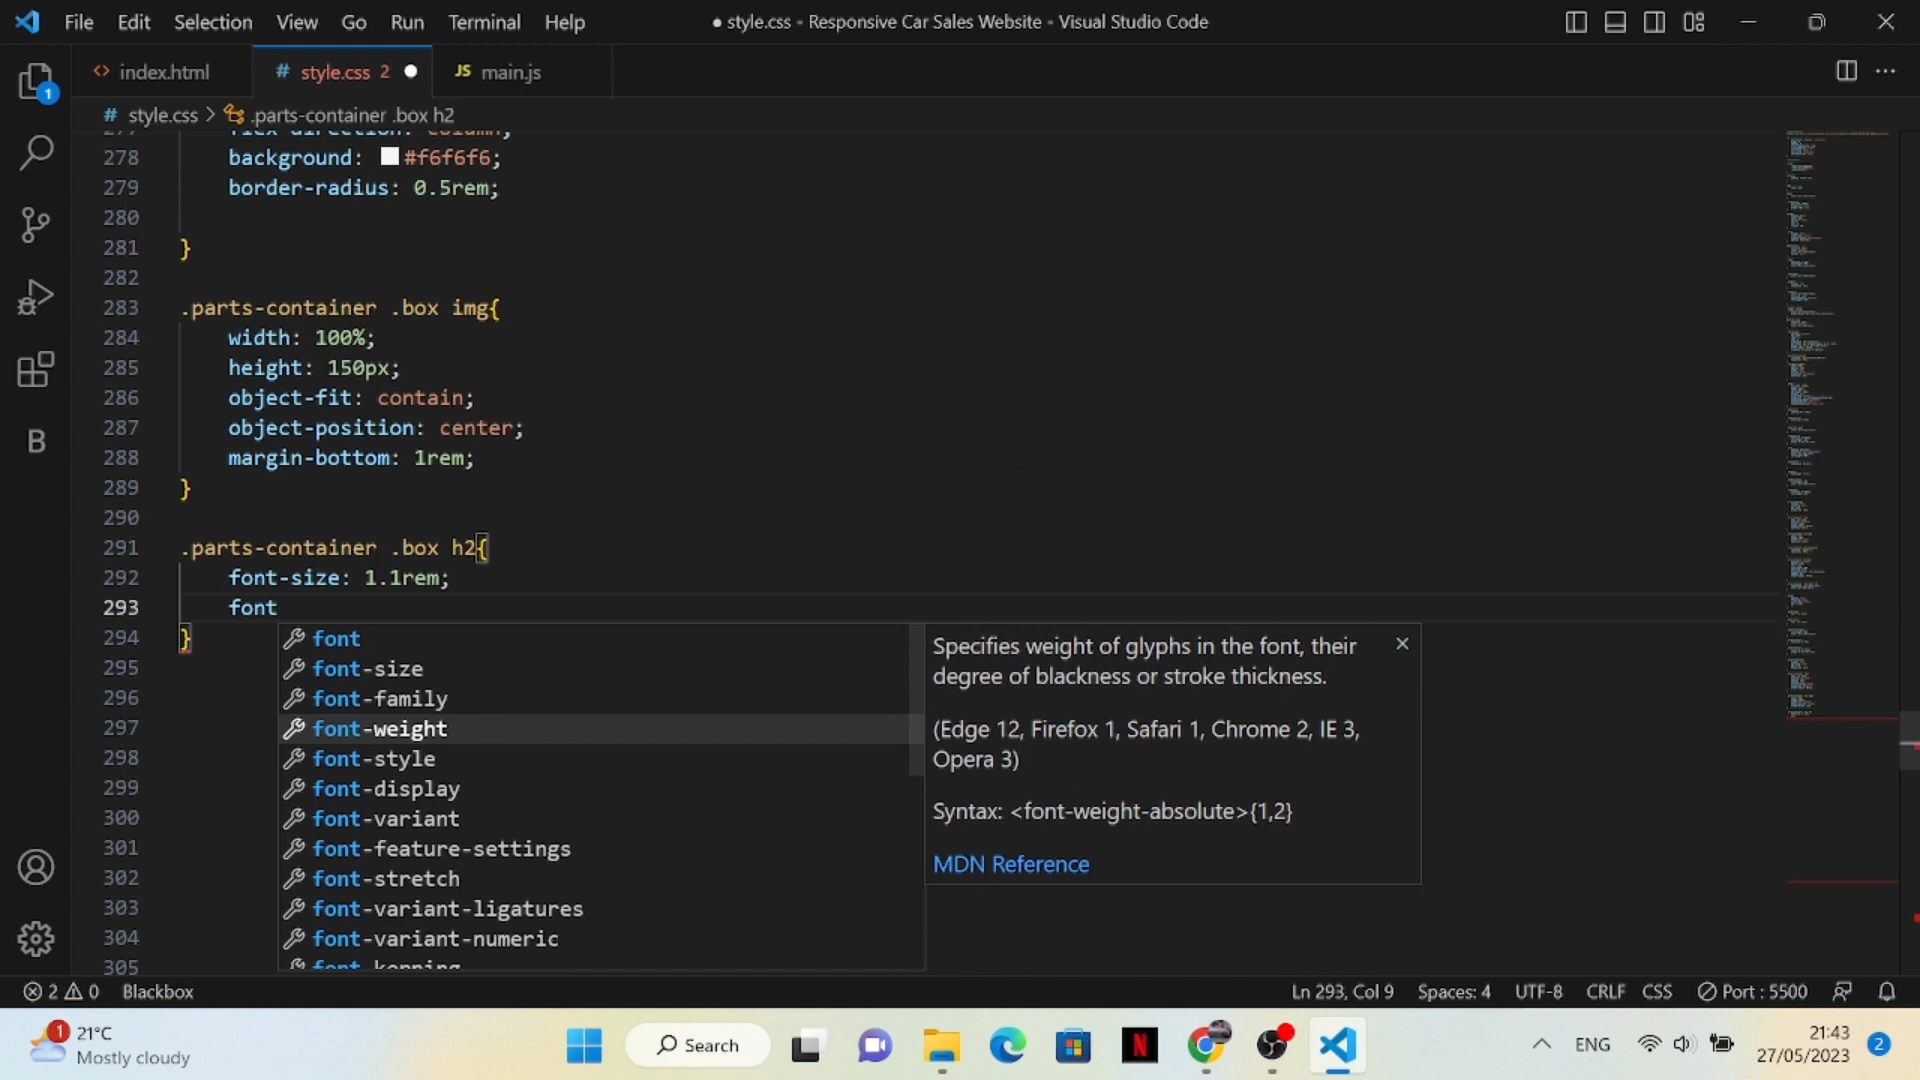 File Edit Selection View Go Run Terminal Help
● style.css - Responsive Car Sales Website - Visual Studio Code
1
<> index.html
# style.css 2 ●
JS main.js
# style.css > .parts-container .box h2
277 flex-direction: column;
278 background: #f6f6f6;
279 border-radius: 0.5rem;
280
281 }
282
283 .parts-container .box img{
284 width: 100%;
285 height: 150px;
286 object-fit: contain;
287 object-position: center;
288 margin-bottom: 1rem;
289 }
290
291 .parts-container .box h2{
292 font-size: 1.1rem;
293 font
294 }
295
296
297
298
299
300
301
302
303
304
305
font
font-size
font-family
font-weight
font-style
font-display
font-variant
font-feature-settings
font-stretch
font-variant-ligatures
font-variant-numeric
font-kerning
Specifies weight of glyphs in the font, their
degree of blackness or stroke thickness.
(Edge 12, Firefox 1, Safari 1, Chrome 2, IE 3,
Opera 3)
Syntax: <font-weight-absolute>{1,2}
MDN Reference
B
2 0 Blackbox
Ln 293, Col 9 Spaces: 4 UTF-8 CRLF CSS Port : 5500
1
21°C
Mostly cloudy
Search
N
ENG
21:43
27/05/2023
2